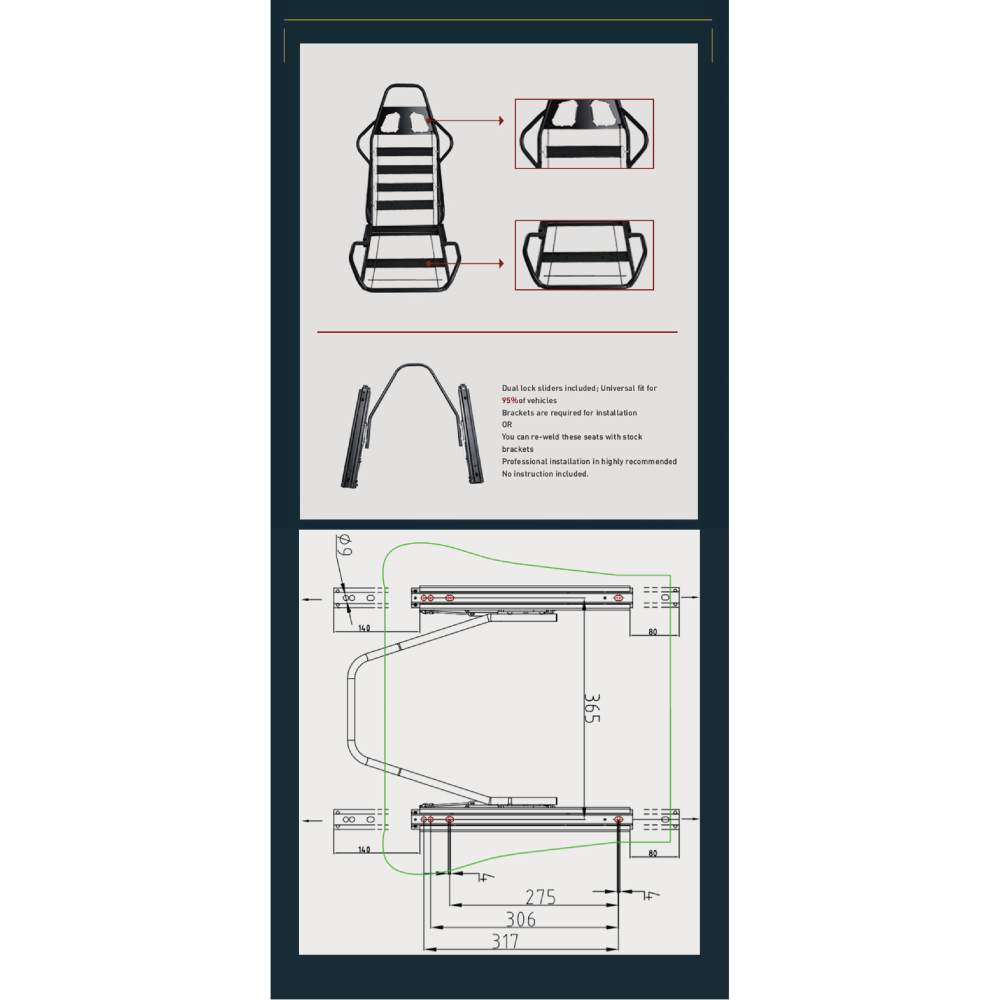 Dual lock sliders included; Universal fit for
95%of vehicles
Brackets are required for installation
OR
You can re-weld these seats with stock
brackets
Professional installation in highly recommended
No instruction included.
Ø9
140
80
365
140
80
4
4
275
306
317